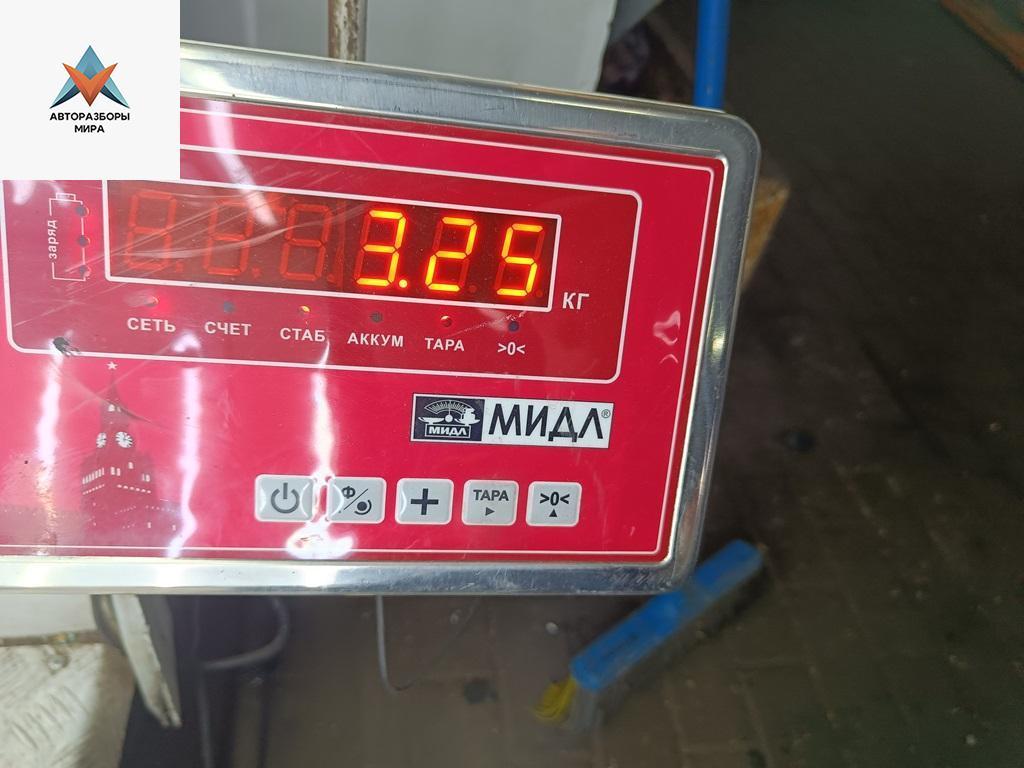 АВТОРАЗБОРЫ
МИРА
заряд
3.25
КГ
СЕТЬ СЧЕТ СТАБ АККУМ ТАРА >0<
МИДЛ МИДЛ®
Ф/ + ТАРА >0<